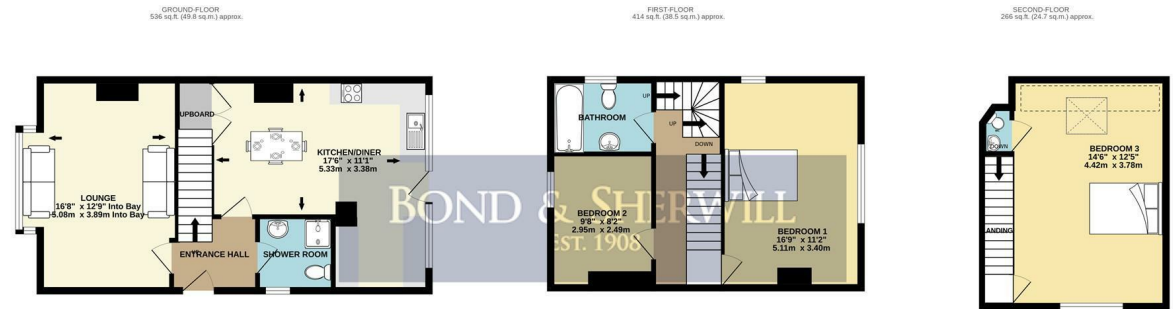 GROUND-FLOOR
536 sq.ft. (49.8 sq.m.) approx.
FIRST-FLOOR
414 sq.ft. (38.5 sq.m.) approx.
SECOND-FLOOR
266 sq.ft. (24.7 sq.m.) approx.
UPBOARD
KITCHEN/DINER
17'6" x 11'1"
5.33m x 3.38m
LOUNGE
16'8" x 12'9" Into Bay
5.08m x 3.89m Into Bay
ENTRANCE HALL
SHOWER ROOM
BATHROOM
UP
UP
DOWN
BEDROOM 2
9'8" x 8'2"
2.95m x 2.49m
BEDROOM 1
16'9" x 11'2"
5.11m x 3.40m
DOWN
BEDROOM 3
14'6" x 12'5"
4.42m x 3.78m
LANDING
BOND & SHERWILL
EST. 1908